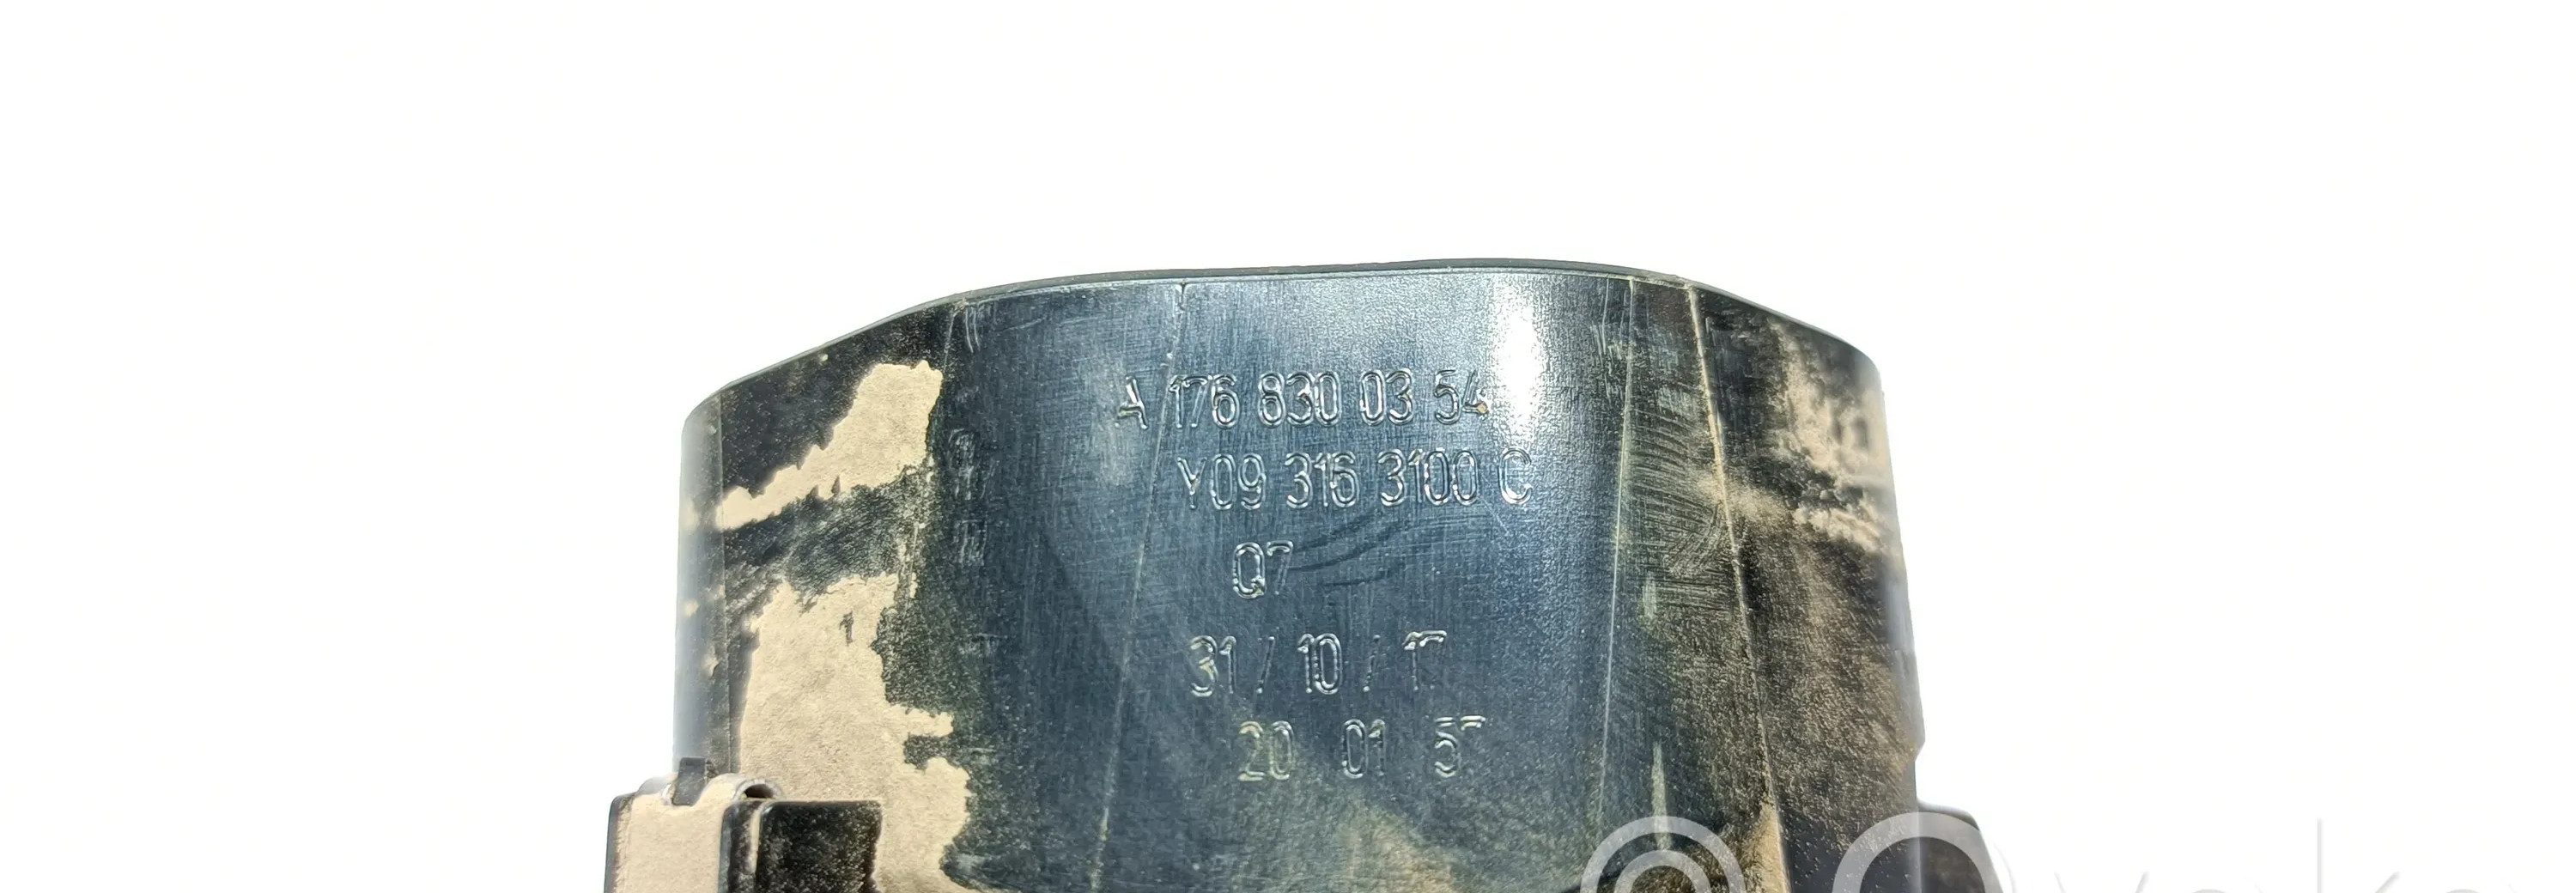 A 176 830 03 54
Y09 316 3100 C
Q7
31 / 10 / 17
20 01 57